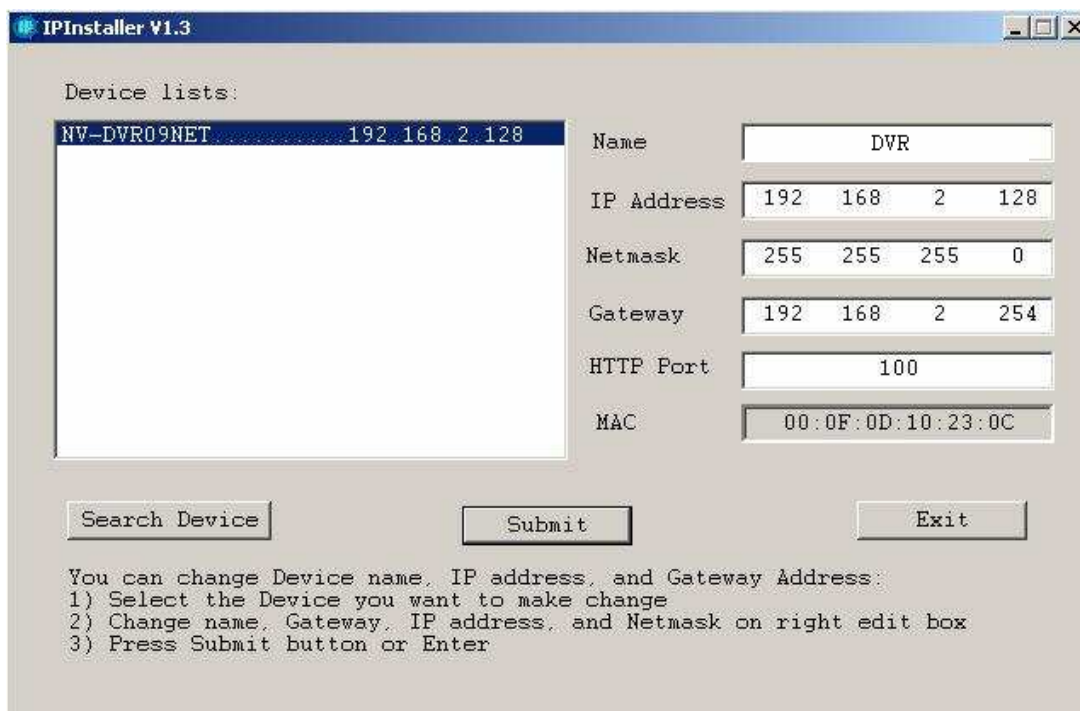 IPInstaller V1.3
Device lists:
NV-DVR09NET..........192.168.2.128
Name DVR
IP Address 192 168 2 128
Netmask 255 255 255 0
Gateway 192 168 2 254
HTTP Port 100
MAC 00:0F:0D:10:23:0C
Search Device Submit Exit
You can change Device name, IP address, and Gateway Address:
1) Select the Device you want to make change
2) Change name, Gateway, IP address, and Netmask on right edit box
3) Press Submit button or Enter